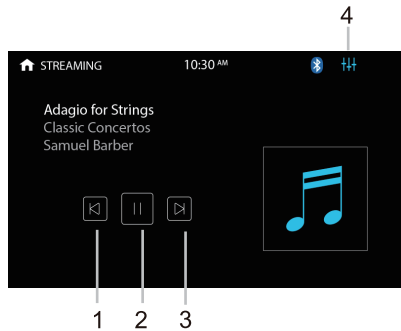 4
STREAMING 10:30 AM
Adagio for Strings
Classic Concertos
Samuel Barber
1 2 3